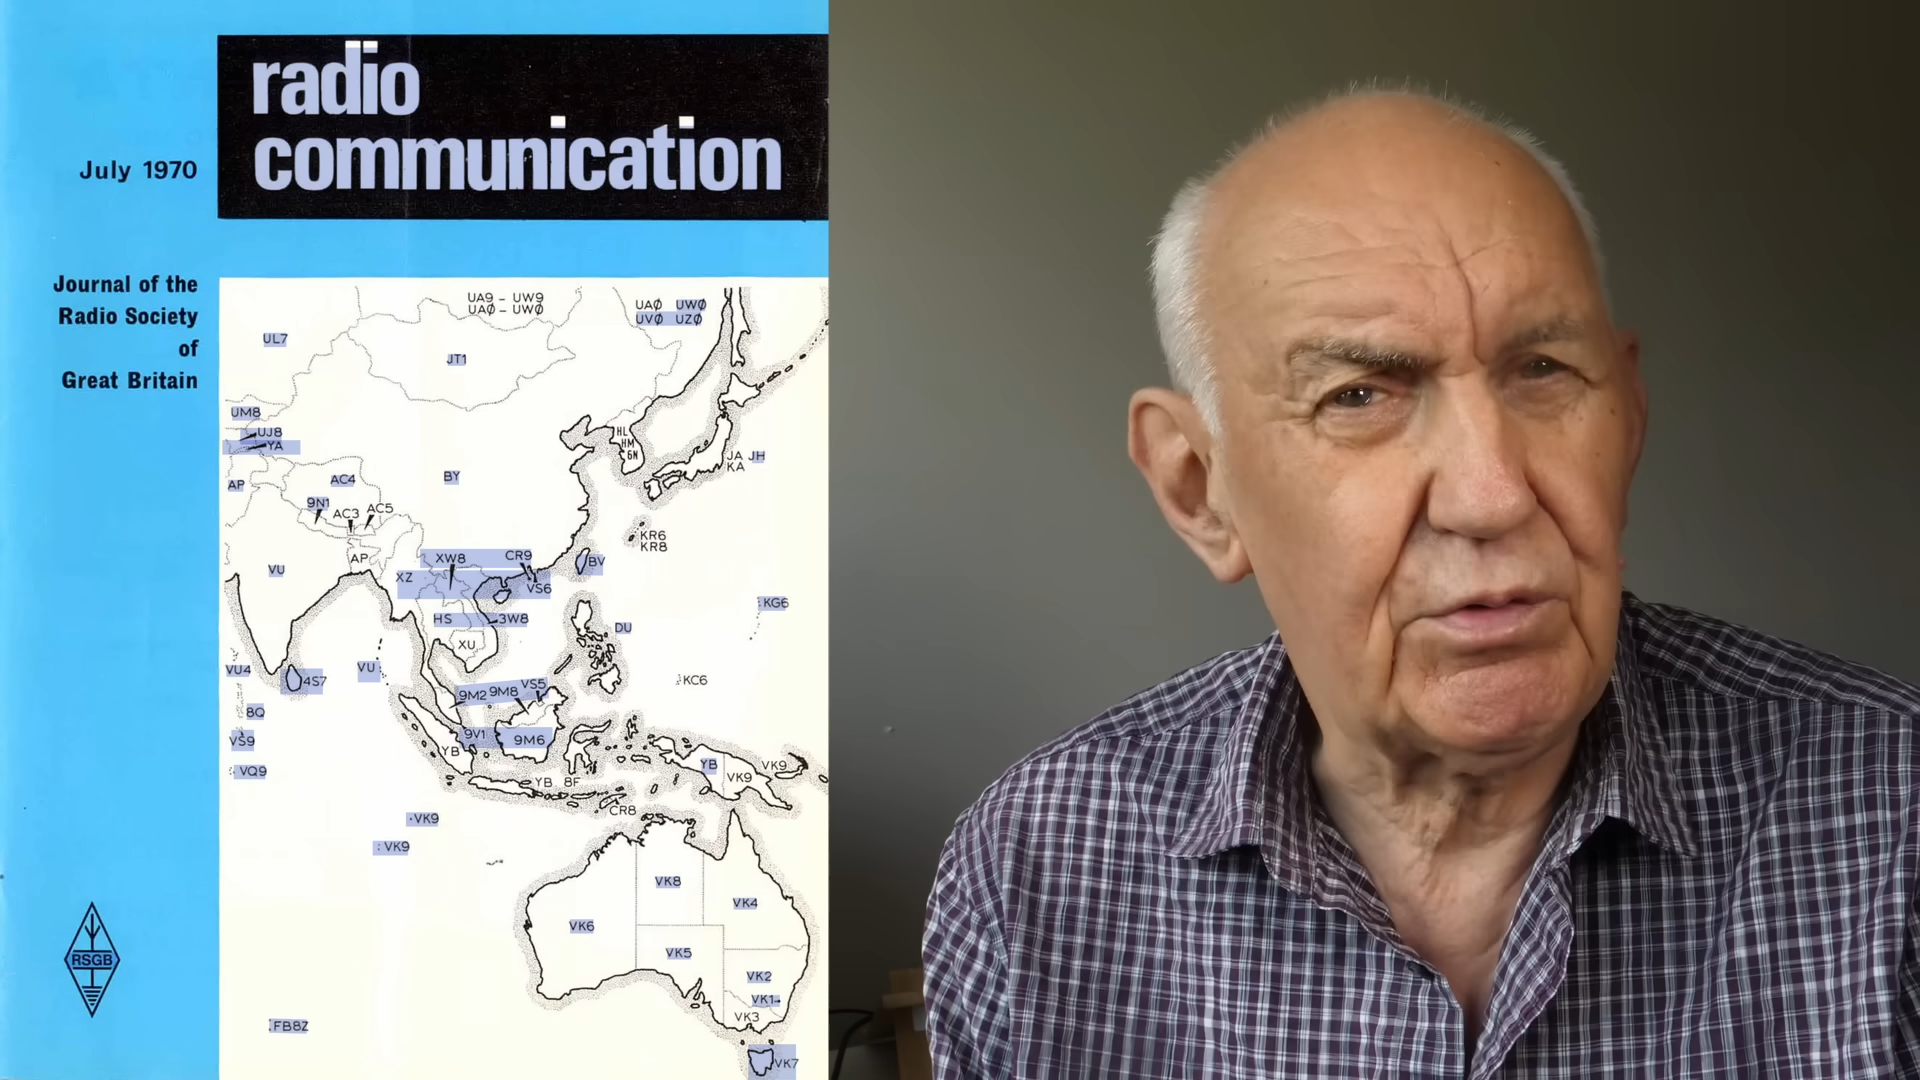 radio
communication
July 1970
Journal of the
Radio Society
of
Great Britain
UA9 – UW9
UAØ – UWØ
UAØ UWØ
UVØ UZØ
UL7
JT1
UM8
UJ8
YA
HL
HM
6N
JA JH
KA
AP
AC4
BY
9N1
AC3
AC5
KR6
KR8
AP
XW8
CR9
BV
VU
XZ
VS6
KG6
HS
3W8
DU
XU
VU4
4S7
VU
KC6
9M2
9M8
VS5
8Q
VS9
9V1
9M6
YB
YB
VK9
VK9
VQ9
YB
8F
CR8
VK9
VK9
VK8
VK4
VK6
VK5
RSGB
VK2
VK1
VK3
FB8Z
VK7